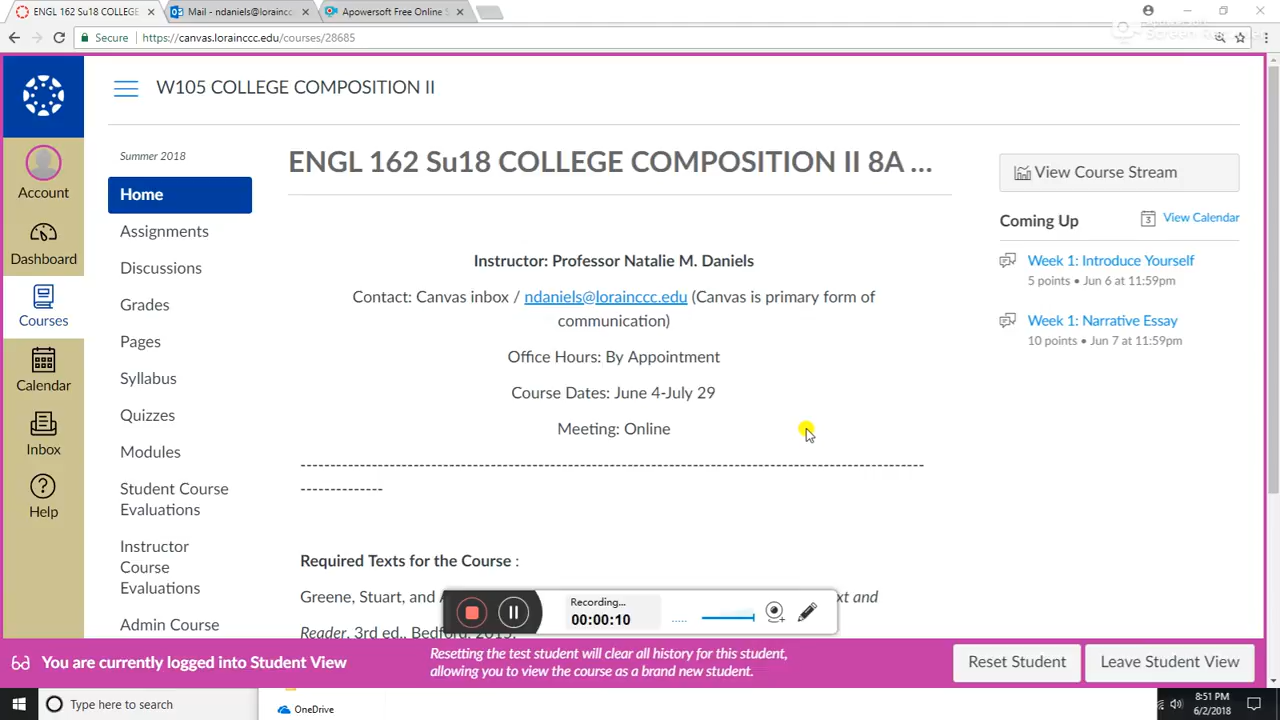 ENGL 162 Su18 COLLEGE
Mail - ndaniels@loraincc
Apowersoft Free Online S
Secure
https://canvas.lorainccc.edu/courses/28685
W105 COLLEGE COMPOSITION II
Account
Dashboard
Courses
Calendar
Inbox
Help
Summer 2018
Home
Assignments
Discussions
Grades
Pages
Syllabus
Quizzes
Modules
Student Course
Evaluations
Instructor
Course
Evaluations
Admin Course
ENGL 162 Su18 COLLEGE COMPOSITION II 8A ...
Instructor: Professor Natalie M. Daniels
Contact: Canvas inbox / ndaniels@lorainccc.edu (Canvas is primary form of
communication)
Office Hours: By Appointment
Course Dates: June 4-July 29
Meeting: Online
------------------------------------------------------------------------------------------
--------------
Required Texts for the Course :
Greene, Stuart, and A
xt and
Reader, 3rd ed., Bedford, 2015.
View Course Stream
Coming Up
3
View Calendar
Week 1: Introduce Yourself
5 points • Jun 6 at 11:59pm
Week 1: Narrative Essay
10 points • Jun 7 at 11:59pm
Recording...
00:00:10
You are currently logged into Student View
Resetting the test student will clear all history for this student,
allowing you to view the course as a brand new student.
Reset Student
Leave Student View
Type here to search
OneDrive
8:51 PM
6/2/2018